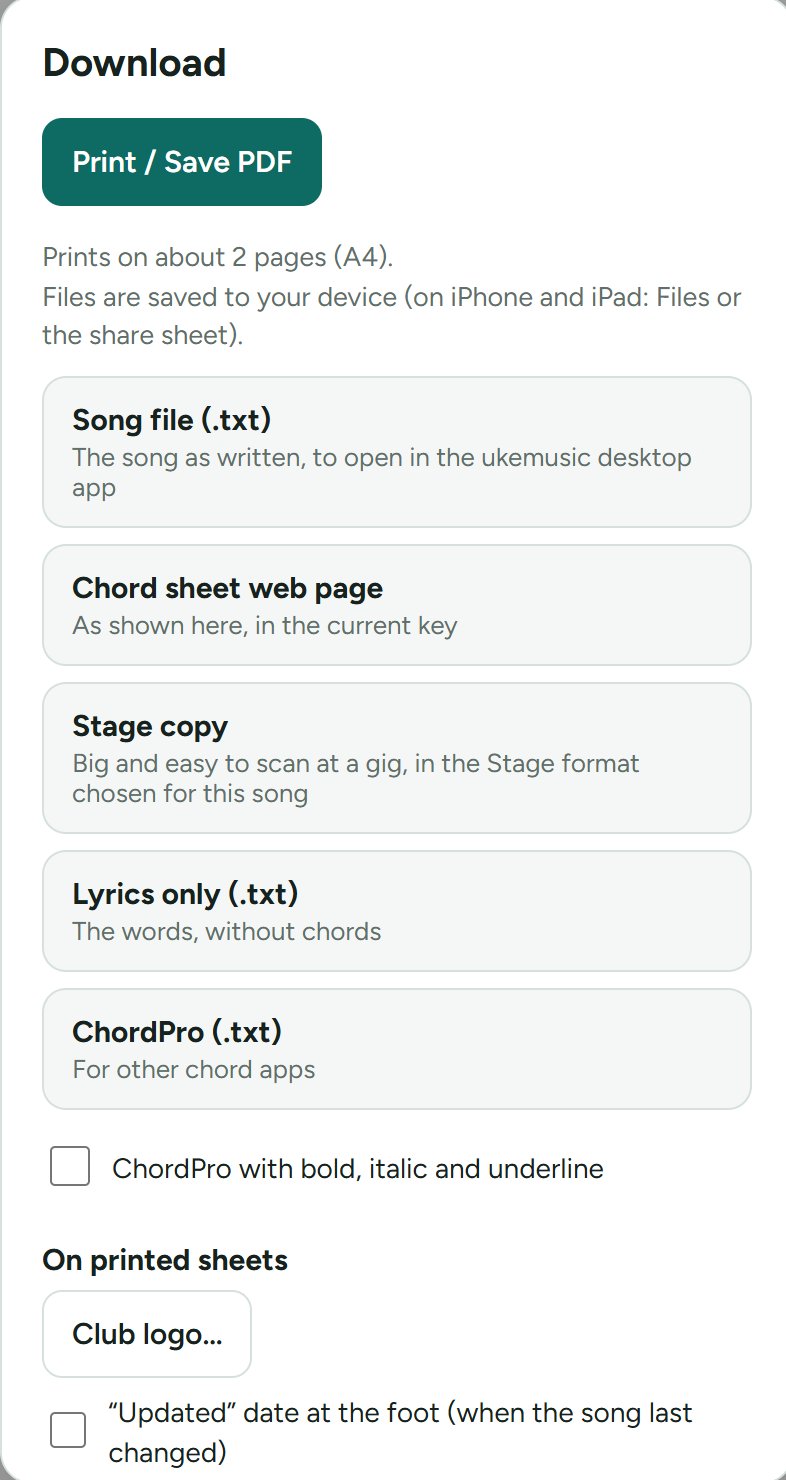 Download
Print / Save PDF
Prints on about 2 pages (A4).
Files are saved to your device (on iPhone and iPad: Files or
the share sheet).
Song file (.txt)
The song as written, to open in the ukemusic desktop
app
Chord sheet web page
As shown here, in the current key
Stage copy
Big and easy to scan at a gig, in the Stage format
chosen for this song
Lyrics only (.txt)
The words, without chords
ChordPro (.txt)
For other chord apps
ChordPro with bold, italic and underline
On printed sheets
Club logo...
“Updated” date at the foot (when the song last
changed)